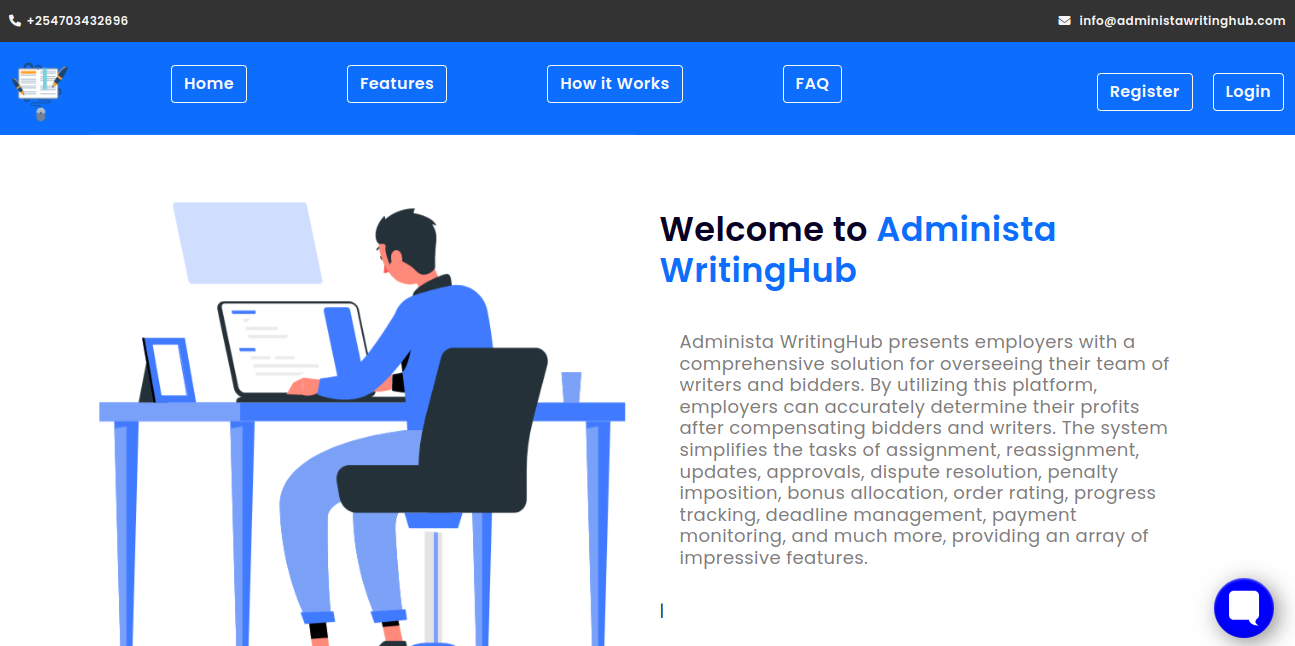 +254703432696
info@administawritinghub.com
Home
Features
How it Works
FAQ
Register
Login
Welcome to Administa
WritingHub
Administa WritingHub presents employers with a
comprehensive solution for overseeing their team of
writers and bidders. By utilizing this platform,
employers can accurately determine their profits
after compensating bidders and writers. The system
simplifies the tasks of assignment, reassignment,
updates, approvals, dispute resolution, penalty
imposition, bonus allocation, order rating, progress
tracking, deadline management, payment
monitoring, and much more, providing an array of
impressive features.
|